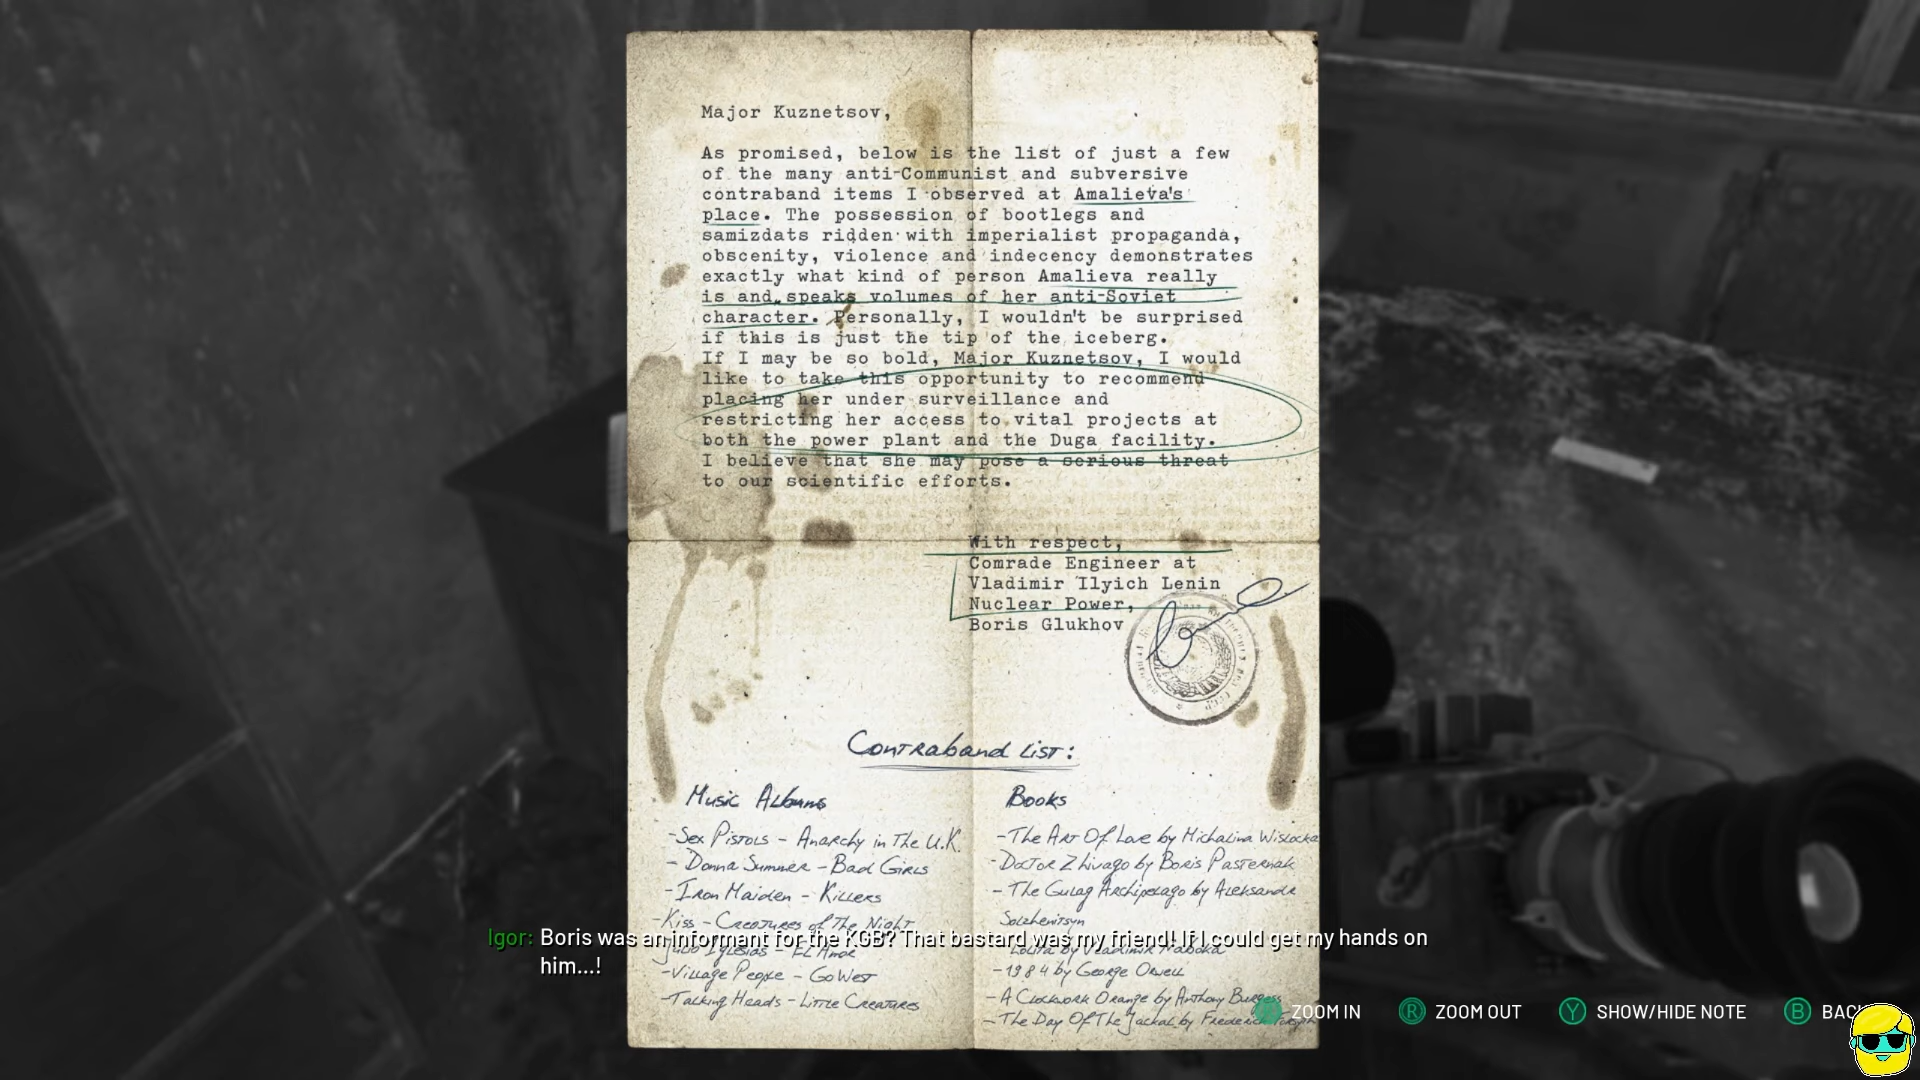 Major Kuznetsov,
As promised, below is the list of just a few
of the many anti-Communist and subversive
contraband items I observed at Amalieva's
place. The possession of bootlegs and
samizdats ridden with imperialist propaganda,
obscenity, violence and indecency demonstrates
exactly what kind of person Amalieva really
is and speaks volumes of her anti-Soviet
character. Personally, I wouldn't be surprised
if this is just the tip of the iceberg.
If I may be so bold, Major Kuznetsov, I would
like to take this opportunity to recommend
placing her under surveillance and
restricting her access to vital projects at
both the power plant and the Duga facility.
I believe that she may pose a serious threat
to our scientific efforts.
With respect,
Comrade Engineer at
Vladimir Ilyich Lenin
Nuclear Power,
Boris Glukhov
Contraband List:
Music Albums
-Sex Pistols - Anarchy in The U.K.
- Donna Summer - Bad Girls
- Iron Maiden - Killers
-Kiss - Creatures of The Night
-Julio Iglesias - El Amor
-Village People - Go West
-Talking Heads - Little Creatures
Books
-The Art Of Love by Michalina Wislocka
-Doctor Zhivago by Boris Pasternak
- The Gulag Archipelago by Aleksandr
Solzhenitsyn
-Lolita by Vladimir Naboka
-1984 by George Orwell
-A Clockwork Orange by Anthony Burgess
-The Day Of The Jackal by Frederick Forsyth
Igor: Boris was an informant for the KGB? That bastard was my friend! If I could get my hands on
him...!
ZOOM IN R ZOOM OUT Y SHOW/HIDE NOTE B BACK